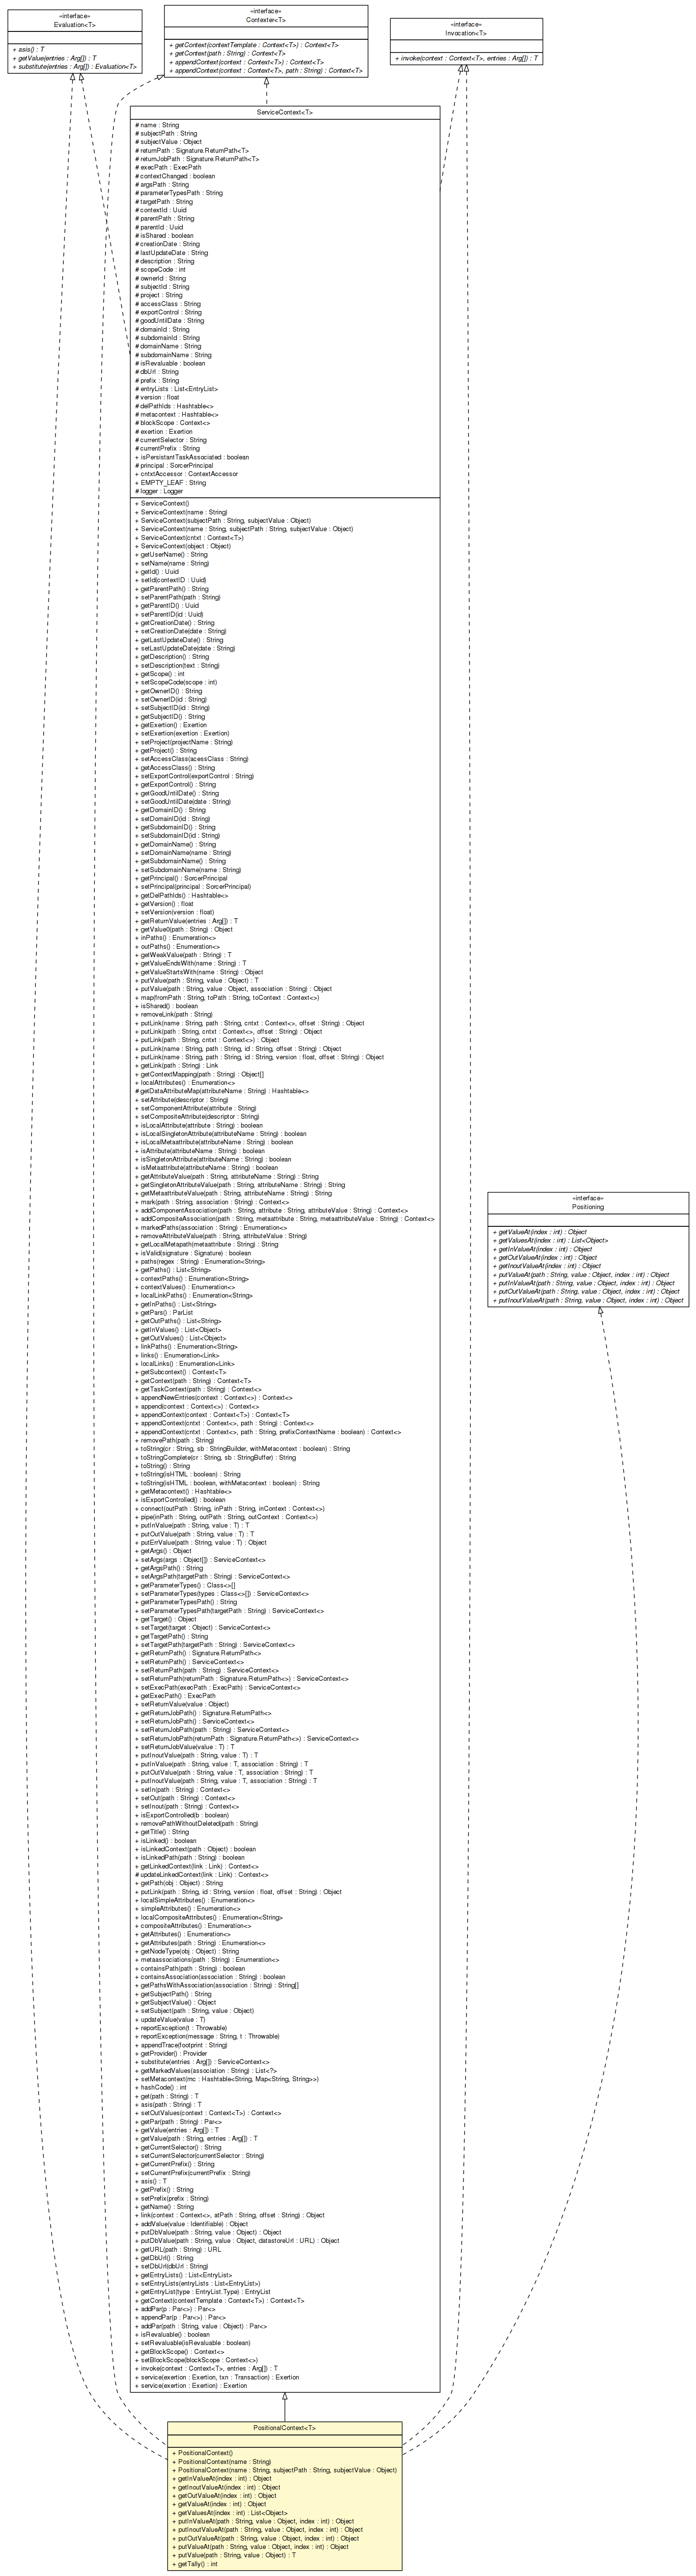 «interface»
Evaluation<T>
+ asis() : T
+ getValue(entries : Arg[]) : T
+ substitute(entries : Arg[]) : Evaluation<T>
«interface»
Contexter<T>
+ getContext(contextTemplate : Context<T>) : Context<T>
+ getContext(path : String) : Context<T>
+ appendContext(context : Context<T>) : Context<T>
+ appendContext(context : Context<T>, path : String) : Context<T>
«interface»
Invocation<T>
+ invoke(context : Context<T>, entries : Arg[]) : T
ServiceContext<T>
# name : String
# subjectPath : String
# subjectValue : Object
# returnPath : Signature.ReturnPath<T>
# returnJobPath : Signature.ReturnPath<T>
# execPath : ExecPath
# contextChanged : boolean
# argsPath : String
# parameterTypesPath : String
# targetPath : String
# contextId : Uuid
# parentPath : String
# parentId : Uuid
# isShared : boolean
# creationDate : String
# lastUpdateDate : String
# description : String
# scopeCode : int
# ownerId : String
# subjectId : String
# project : String
# accessClass : String
# exportControl : String
# goodUntilDate : String
# domainId : String
# subdomainId : String
# domainName : String
# subdomainName : String
# isRevaluable : boolean
# dbUrl : String
# prefix : String
# entryLists : List<EntryList>
# version : float
# delPathIds : Hashtable<>
# metacontext : Hashtable<>
# blockScope : Context<>
# exertion : Exertion
# currentSelector : String
# currentPrefix : String
+ isPersistantTaskAssociated : boolean
# principal : SorcerPrincipal
+ cntxtAccessor : ContextAccessor
+ EMPTY_LEAF : String
# logger : Logger
+ ServiceContext()
+ ServiceContext(name : String)
+ ServiceContext(subjectPath : String, subjectValue : Object)
+ ServiceContext(name : String, subjectPath : String, subjectValue : Object)
+ ServiceContext(cntxt : Context<T>)
+ ServiceContext(object : Object)
+ getUserName() : String
+ setName(name : String)
+ getId() : Uuid
+ setId(contextID : Uuid)
+ getParentPath() : String
+ setParentPath(path : String)
+ getParentID() : Uuid
+ setParentID(id : Uuid)
+ getCreationDate() : String
+ setCreationDate(date : String)
+ getLastUpdateDate() : String
+ setLastUpdateDate(date : String)
+ getDescription() : String
+ setDescription(text : String)
+ getScope() : int
+ setScopeCode(scope : int)
+ getOwnerID() : String
+ setOwnerID(id : String)
+ setSubjectID(id : String)
+ getSubjectID() : String
+ getExertion() : Exertion
+ setExertion(exertion : Exertion)
+ setProject(projectName : String)
+ getProject() : String
+ setAccessClass(acessClass : String)
+ getAccessClass() : String
+ setExportControl(exportControl : String)
+ getExportControl() : String
+ getGoodUntilDate() : String
+ setGoodUntilDate(date : String)
+ getDomainID() : String
+ setDomainID(id : String)
+ getSubdomainID() : String
+ setSubdomainID(id : String)
+ getDomainName() : String
+ setDomainName(name : String)
+ getSubdomainName() : String
+ setSubdomainName(name : String)
+ getPrincipal() : SorcerPrincipal
+ setPrincipal(principal : SorcerPrincipal)
+ getDelPathIds() : Hashtable<>
+ getVersion() : float
+ setVersion(version : float)
+ getReturnValue(entries : Arg[]) : T
+ getValue0(path : String) : Object
+ inPaths() : Enumeration<>
+ outPaths() : Enumeration<>
+ getWeakValue(path : String) : T
+ getValueEndsWith(name : String) : T
+ getValueStartsWith(name : String) : Object
+ putValue(path : String, value : Object) : T
+ putValue(path : String, value : Object, association : String) : Object
+ map(fromPath : String, toPath : String, toContext : Context<>)
+ isShared() : boolean
+ removeLink(path : String)
+ putLink(name : String, path : String, cntxt : Context<>, offset : String) : Object
+ putLink(path : String, cntxt : Context<>, offset : String) : Object
+ putLink(path : String, cntxt : Context<>) : Object
+ putLink(name : String, path : String, id : String, offset : String) : Object
+ putLink(name : String, path : String, id : String, version : float, offset : String) : Object
+ getLink(path : String) : Link
+ getContextMapping(path : String) : Object[]
+ localAttributes() : Enumeration<>
# getDataAttributeMap(attributeName : String) : Hashtable<>
+ setAttribute(descriptor : String)
+ setComponentAttribute(attribute : String)
+ setCompositeAttribute(descriptor : String)
+ isLocalAttribute(attribute : String) : boolean
+ isLocalSingletonAttribute(attributeName : String) : boolean
+ isLocalMetaattribute(attributeName : String) : boolean
+ isAttribute(attributeName : String) : boolean
+ isSingletonAttribute(attributeName : String) : boolean
+ isMetaattribute(attributeName : String) : boolean
+ getAttributeValue(path : String, attributeName : String) : String
+ getSingletonAttributeValue(path : String, attributeName : String) : String
+ getMetaattributeValue(path : String, attributeName : String) : String
+ mark(path : String, association : String) : Context<>
+ addComponentAssociation(path : String, attribute : String, attributeValue : String) : Context<>
+ addCompositeAssociation(path : String, metaattribute : String, metaattributeValue : String) : Context<>
+ markedPaths(association : String) : Enumeration<>
+ removeAttributeValue(path : String, attributeValue : String)
+ getLocalMetapath(metaattribute : String) : String
+ isValid(signature : Signature) : boolean
+ paths(regex : String) : Enumeration<String>
+ getPaths() : List<String>
+ contextPaths() : Enumeration<String>
+ contextValues() : Enumeration<>
+ localLinkPaths() : Enumeration<String>
+ getInPaths() : List<String>
+ getPars() : ParList
+ getOutPaths() : List<String>
+ getInValues() : List<Object>
+ getOutValues() : List<Object>
+ linkPaths() : Enumeration<String>
+ links() : Enumeration<Link>
+ localLinks() : Enumeration<Link>
+ getSubcontext() : Context<T>
+ getContext(path : String) : Context<T>
+ getTaskContext(path : String) : Context<>
+ appendNewEntries(context : Context<>) : Context<>
+ append(context : Context<>) : Context<>
+ appendContext(context : Context<T>) : Context<T>
+ appendContext(cntxt : Context<>, path : String) : Context<>
+ appendContext(cntxt : Context<>, path : String, prefixContextName : boolean) : Context<>
+ removePath(path : String)
+ toString(cr : String, sb : StringBuilder, withMetacontext : boolean) : String
+ toStringComplete(cr : String, sb : StringBuffer) : String
+ toString() : String
+ toString(isHTML : boolean) : String
+ toString(isHTML : boolean, withMetacontext : boolean) : String
+ getMetacontext() : Hashtable<>
+ isExportControlled() : boolean
+ connect(outPath : String, inPath : String, inContext : Context<>)
+ pipe(inPath : String, outPath : String, outContext : Context<>)
+ putInValue(path : String, value : T) : T
+ putOutValue(path : String, value : T) : T
+ putErrValue(path : String, value : T) : Object
+ getArgs() : Object
+ setArgs(args : Object[]) : ServiceContext<>
+ getArgsPath() : String
+ setArgsPath(targetPath : String) : ServiceContext<>
+ getParameterTypes() : Class<>[]
+ setParameterTypes(types : Class<>[]) : ServiceContext<>
+ getParameterTypesPath() : String
+ setParameterTypesPath(targetPath : String) : ServiceContext<>
+ getTarget() : Object
+ setTarget(target : Object) : ServiceContext<>
+ getTargetPath() : String
+ setTargetPath(targetPath : String) : ServiceContext<>
+ getReturnPath() : Signature.ReturnPath<>
+ setReturnPath() : ServiceContext<>
+ setReturnPath(path : String) : ServiceContext<>
+ setReturnPath(returnPath : Signature.ReturnPath<>) : ServiceContext<>
+ setExecPath(execPath : ExecPath) : ServiceContext<>
+ getExecPath() : ExecPath
+ setReturnValue(value : Object)
+ getReturnJobPath() : Signature.ReturnPath<>
+ setReturnJobPath() : ServiceContext<>
+ setReturnJobPath(path : String) : ServiceContext<>
+ setReturnJobPath(returnPath : Signature.ReturnPath<>) : ServiceContext<>
+ setReturnJobValue(value : T) : T
+ putInoutValue(path : String, value : T) : T
+ putInValue(path : String, value : T, association : String) : T
+ putOutValue(path : String, value : T, association : String) : T
+ putInoutValue(path : String, value : T, association : String) : T
+ setIn(path : String) : Context<>
+ setOut(path : String) : Context<>
+ setInout(path : String) : Context<>
+ isExportControlled(b : boolean)
+ removePathWithoutDeleted(path : String)
+ getTitle() : String
+ isLinked() : boolean
+ isLinkedContext(path : Object) : boolean
+ isLinkedPath(path : String) : boolean
+ getLinkedContext(link : Link) : Context<>
# updateLinkedContext(link : Link) : Context<>
+ getPath(obj : Object) : String
+ putLink(path : String, id : String, version : float, offset : String) : Object
+ localSimpleAttributes() : Enumeration<>
+ simpleAttributes() : Enumeration<>
+ localCompositeAttributes() : Enumeration<String>
+ compositeAttributes() : Enumeration<>
+ getAttributes() : Enumeration<>
+ getAttributes(path : String) : Enumeration<>
+ getNodeType(obj : Object) : String
+ metaassociations(path : String) : Enumeration<>
+ containsPath(path : String) : boolean
+ containsAssociation(association : String) : boolean
+ getPathsWithAssociation(association : String) : String[]
+ getSubjectPath() : String
+ getSubjectValue() : Object
+ setSubject(path : String, value : Object)
+ updateValue(value : T)
+ reportException(t : Throwable)
+ reportException(message : String, t : Throwable)
+ appendTrace(footprint : String)
+ getProvider() : Provider
+ substitute(entries : Arg[]) : ServiceContext<>
+ getMarkedValues(association : String) : List<?>
+ setMetacontext(mc : Hashtable<String, Map<String, String>>)
+ hashCode() : int
+ get(path : String) : T
+ asis(path : String) : T
+ setOutValues(context : Context<T>) : Context<>
+ getPar(path : String) : Par<>
+ getValue(entries : Arg[]) : T
+ getValue(path : String, entries : Arg[]) : T
+ getCurrentSelector() : String
+ setCurrentSelector(currentSelector : String)
+ getCurrentPrefix() : String
+ setCurrentPrefix(currentPrefix : String)
+ asis() : T
+ getPrefix() : String
+ setPrefix(prefix : String)
+ getName() : String
+ link(context : Context<>, atPath : String, offset : String) : Object
+ addValue(value : Identifiable) : Object
+ putDbValue(path : String, value : Object) : Object
+ putDbValue(path : String, value : Object, datastoreUrl : URL) : Object
+ getURL(path : String) : URL
+ getDbUrl() : String
+ setDbUrl(dbUrl : String)
+ getEntryLists() : List<EntryList>
+ setEntryLists(entryLists : List<EntryList>)
+ getEntryList(type : EntryList.Type) : EntryList
+ getContext(contextTemplate : Context<T>) : Context<T>
+ addPar(p : Par<>) : Par<>
+ appendPar(p : Par<>) : Par<>
+ addPar(path : String, value : Object) : Par<>
+ isRevaluable() : boolean
+ setRevaluable(isRevaluable : boolean)
+ getBlockScope() : Context<>
+ setBlockScope(blockScope : Context<>)
+ invoke(context : Context<T>, entries : Arg[]) : T
+ service(exertion : Exertion, txn : Transaction) : Exertion
+ service(exertion : Exertion) : Exertion
«interface»
Positioning
+ getValueAt(index : int) : Object
+ getValuesAt(index : int) : List<Object>
+ getInValueAt(index : int) : Object
+ getOutValueAt(index : int) : Object
+ getInoutValueAt(index : int) : Object
+ putValueAt(path : String, value : Object, index : int) : Object
+ putInValueAt(path : String, value : Object, index : int) : Object
+ putOutValueAt(path : String, value : Object, index : int) : Object
+ putInoutValueAt(path : String, value : Object, index : int) : Object
PositionalContext<T>
+ PositionalContext()
+ PositionalContext(name : String)
+ PositionalContext(name : String, subjectPath : String, subjectValue : Object)
+ getInValueAt(index : int) : Object
+ getInoutValueAt(index : int) : Object
+ getOutValueAt(index : int) : Object
+ getValueAt(index : int) : Object
+ getValuesAt(index : int) : List<Object>
+ putInValueAt(path : String, value : Object, index : int) : Object
+ putInoutValueAt(path : String, value : Object, index : int) : Object
+ putOutValueAt(path : String, value : Object, index : int) : Object
+ putValueAt(path : String, value : Object, index : int) : Object
+ putValue(path : String, value : Object) : T
+ getTally() : int